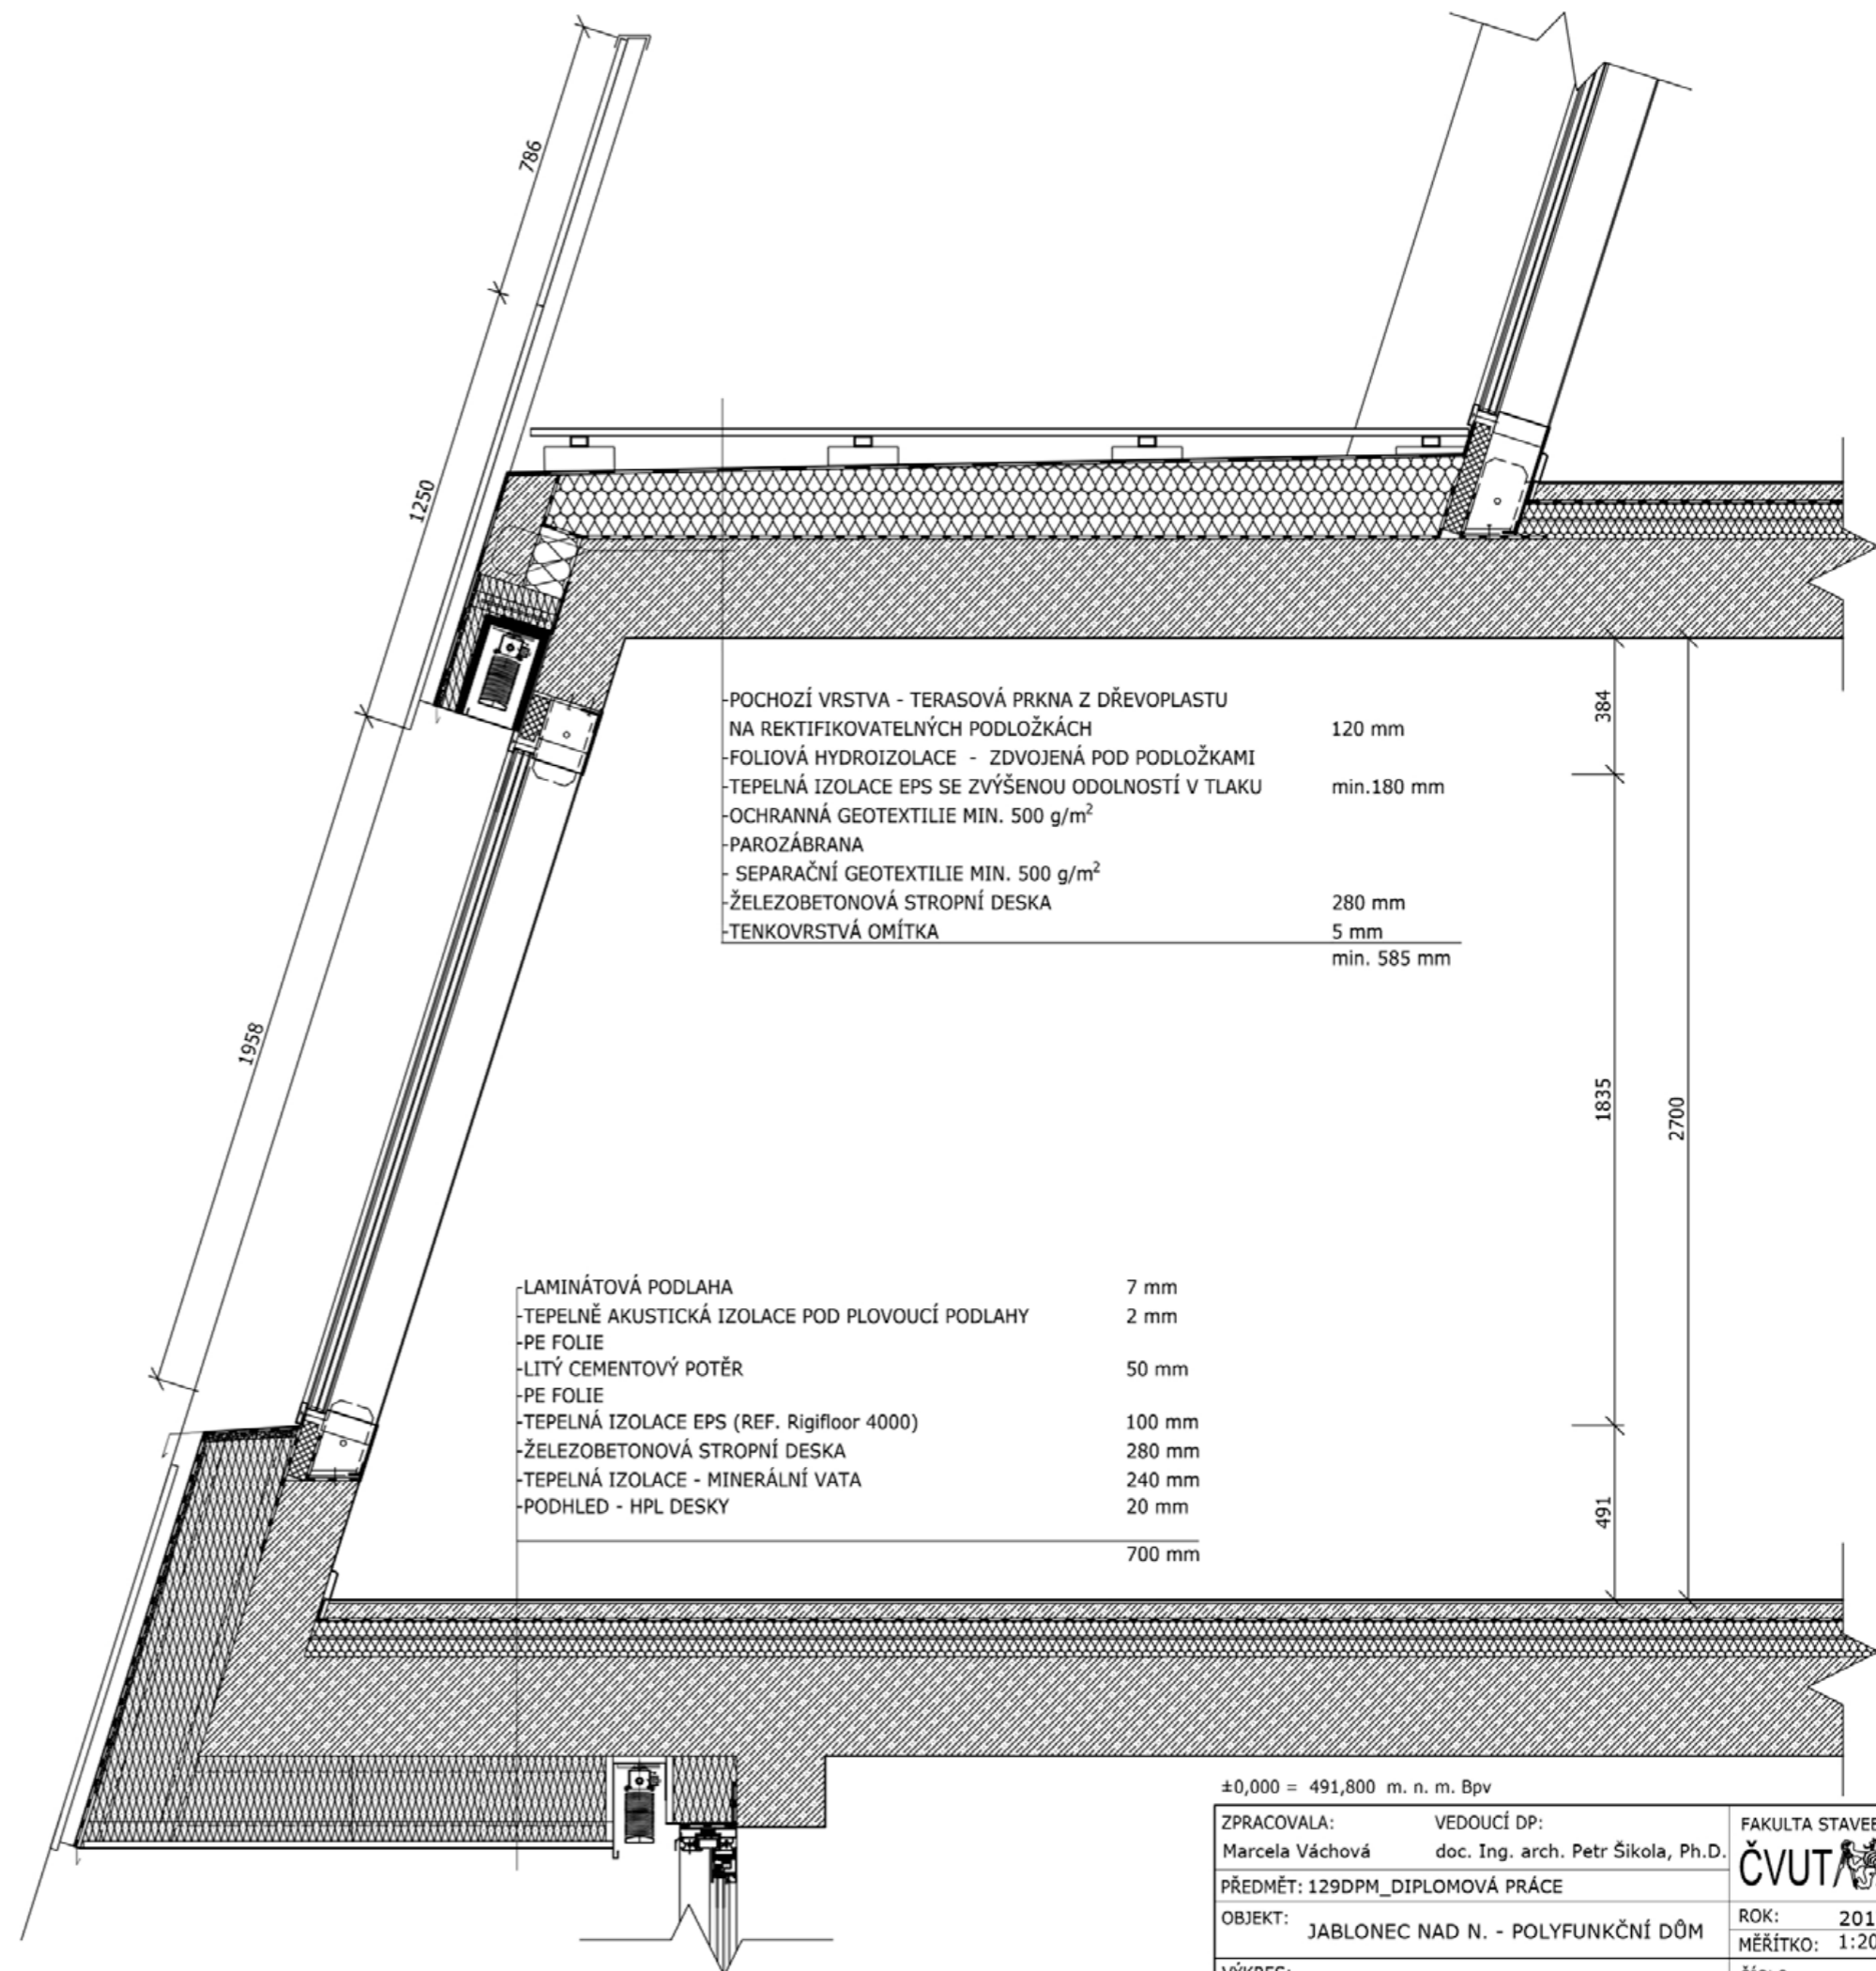 786
1250
1958
-POCHOZÍ VRSTVA - TERASOVÁ PRKNA Z DŘEVOPLASTU
NA REKTIFIKOVATELNÝCH PODLOŽKÁCH 120 mm
-FOLIOVÁ HYDROIZOLACE - ZDVOJENÁ POD PODLOŽKAMI
-TEPELNÁ IZOLACE EPS SE ZVÝŠENOU ODOLNOSTÍ V TLAKU min.180 mm
-OCHRANNÁ GEOTEXTILIE MIN. 500 g/m²
-PAROZÁBRANA
- SEPARAČNÍ GEOTEXTILIE MIN. 500 g/m²
-ŽELEZOBETONOVÁ STROPNÍ DESKA 280 mm
-TENKOVRSTVÁ OMÍTKA 5 mm
min. 585 mm
384
1835
2700
491
-LAMINÁTOVÁ PODLAHA 7 mm
-TEPELNĚ AKUSTICKÁ IZOLACE POD PLOVOUCÍ PODLAHY 2 mm
-PE FOLIE
-LITÝ CEMENTOVÝ POTĚR 50 mm
-PE FOLIE
-TEPELNÁ IZOLACE EPS (REF. Rigifloor 4000) 100 mm
-ŽELEZOBETONOVÁ STROPNÍ DESKA 280 mm
-TEPELNÁ IZOLACE - MINERÁLNÍ VATA 240 mm
-PODHLED - HPL DESKY 20 mm
700 mm
±0,000 = 491,800 m. n. m. Bpv
ZPRACOVALA: VEDOUCÍ DP: FAKULTA
Marcela Váchová doc. Ing. arch. Petr Šikola, Ph.D.
ČVUT
PŘEDMĚT: 129DPM_DIPLOMOVÁ PRÁCE
OBJEKT: JABLONEC NAD N. - POLYFUNKČNÍ DŮM
ROK: 201
MĚŘÍTKO: 1:20